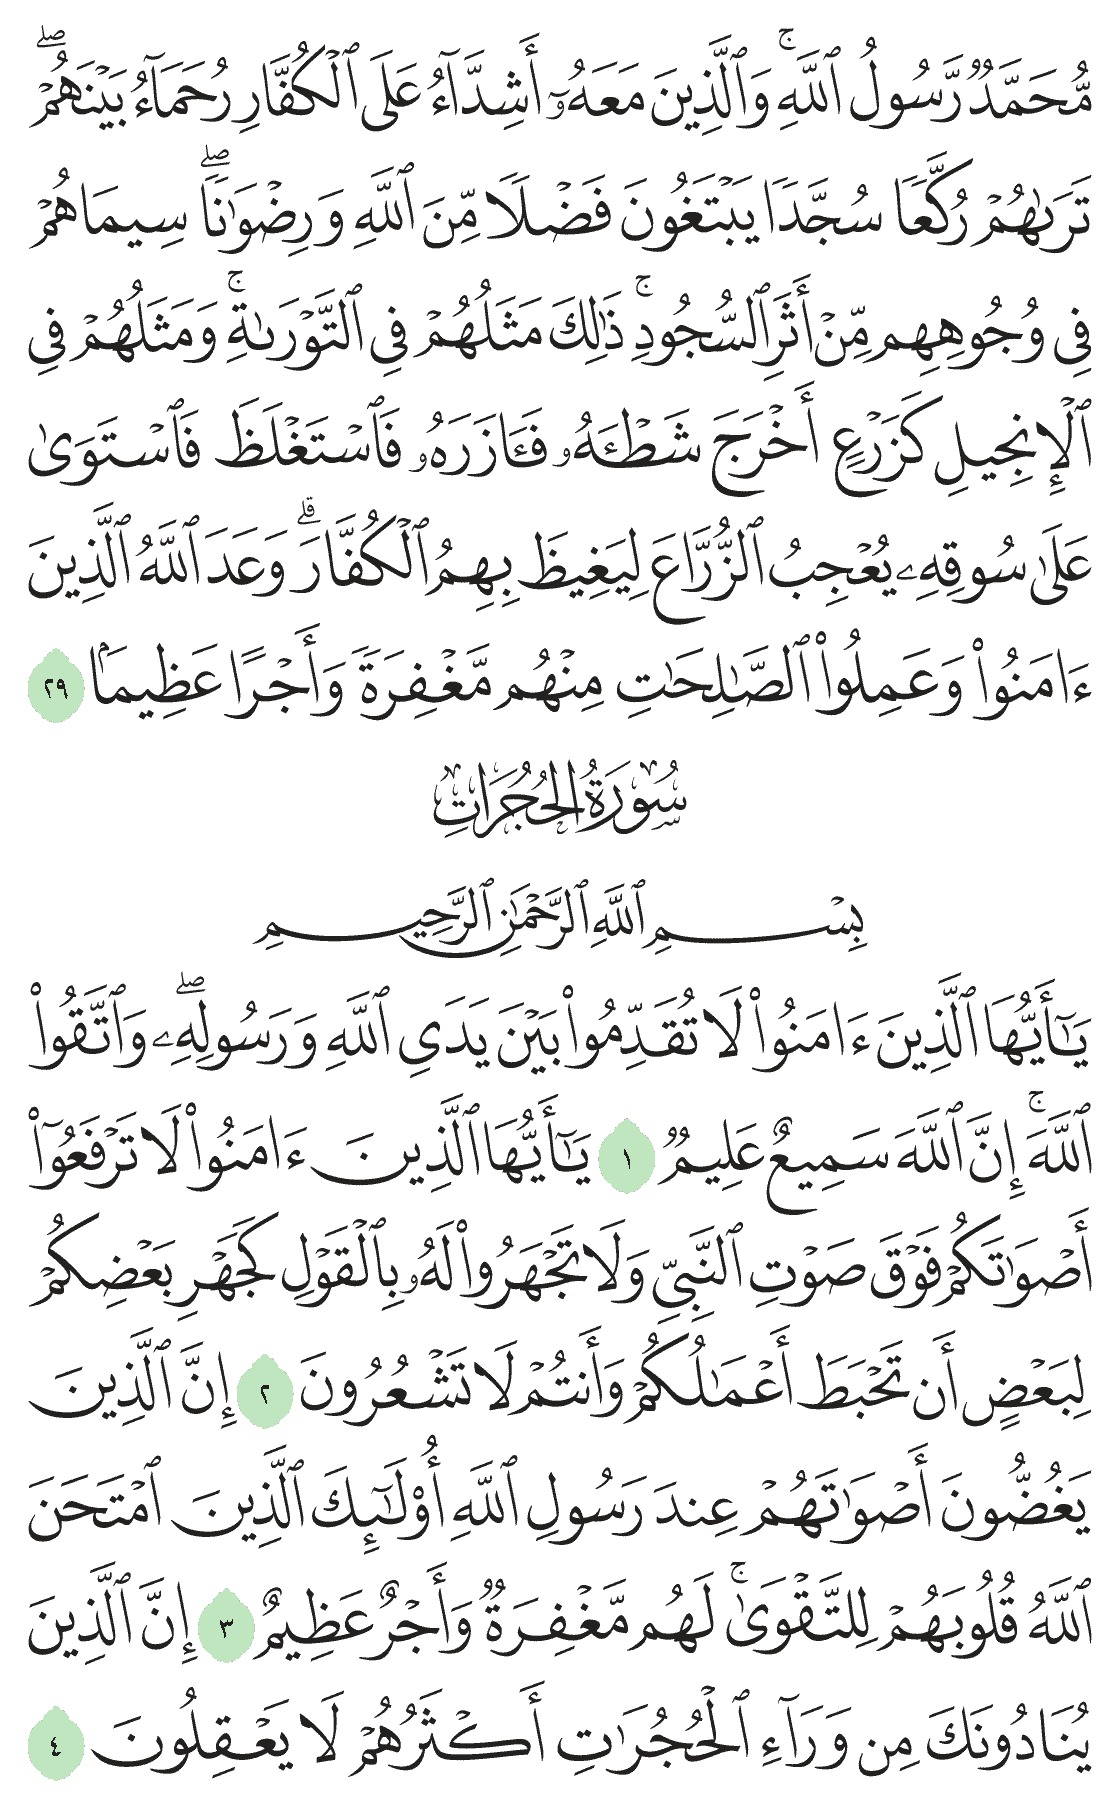 مُّحَمَّدٌ رَّسُولُ ٱللَّهِۚ وَٱلَّذِينَ مَعَهُۥٓ أَشِدَّآءُ عَلَى ٱلْكُفَّارِ رُحَمَآءُ بَيْنَهُمْۖ
تَرَىٰهُمْ رُكَّعًا سُجَّدًا يَبْتَغُونَ فَضْلًا مِّنَ ٱللَّهِ وَرِضْوَٰنًاۖ سِيمَاهُمْ
فِى وُجُوهِهِم مِّنْ أَثَرِ ٱلسُّجُودِۚ ذَٰلِكَ مَثَلُهُمْ فِى ٱلتَّوْرَىٰةِۚ وَمَثَلُهُمْ فِى
ٱلْإِنجِيلِ كَزَرْعٍ أَخْرَجَ شَطْـَٔهُۥ فَـَٔازَرَهُۥ فَٱسْتَغْلَظَ فَٱسْتَوَىٰ
عَلَىٰ سُوقِهِۦ يُعْجِبُ ٱلزُّرَّاعَ لِيَغِيظَ بِهِمُ ٱلْكُفَّارَۗ وَعَدَ ٱللَّهُ ٱلَّذِينَ
ءَامَنُوا۟ وَعَمِلُوا۟ ٱلصَّٰلِحَٰتِ مِنْهُم مَّغْفِرَةً وَأَجْرًا عَظِيمًۢا ٢٩
سُورَةُ الحُجُرَاتِ
بِسْمِ ٱللَّهِ ٱلرَّحْمَٰنِ ٱلرَّحِيمِ
يَـٰٓأَيُّهَا ٱلَّذِينَ ءَامَنُوا۟ لَا تُقَدِّمُوا۟ بَيْنَ يَدَىِ ٱللَّهِ وَرَسُولِهِۦۖ وَٱتَّقُوا۟
ٱللَّهَۚ إِنَّ ٱللَّهَ سَمِيعٌ عَلِيمٌ ١ يَـٰٓأَيُّهَا ٱلَّذِينَ ءَامَنُوا۟ لَا تَرْفَعُوٓا۟
أَصْوَٰتَكُمْ فَوْقَ صَوْتِ ٱلنَّبِىِّ وَلَا تَجْهَرُوا۟ لَهُۥ بِٱلْقَوْلِ كَجَهْرِ بَعْضِكُمْ
لِبَعْضٍ أَن تَحْبَطَ أَعْمَـٰلُكُمْ وَأَنتُمْ لَا تَشْعُرُونَ ٢ إِنَّ ٱلَّذِينَ
يَغُضُّونَ أَصْوَٰتَهُمْ عِندَ رَسُولِ ٱللَّهِ أُو۟لَـٰٓئِكَ ٱلَّذِينَ ٱمْتَحَنَ
ٱللَّهُ قُلُوبَهُمْ لِلتَّقْوَىٰۚ لَهُم مَّغْفِرَةٌ وَأَجْرٌ عَظِيمٌ ٣ إِنَّ ٱلَّذِينَ
يُنَادُونَكَ مِن وَرَآءِ ٱلْحُجُرَٰتِ أَكْثَرُهُمْ لَا يَعْقِلُونَ ٤